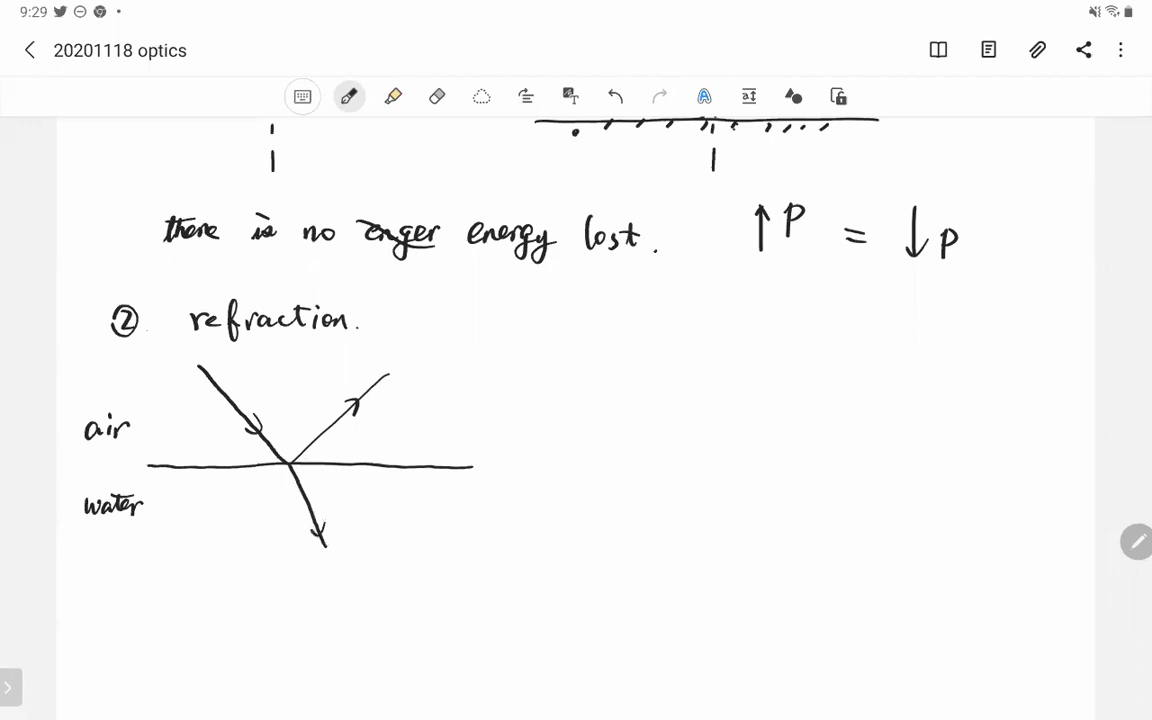 9:29
20201118 optics
there is no enger energy lost. ↑ P = ↓ P
② refraction.
air
water